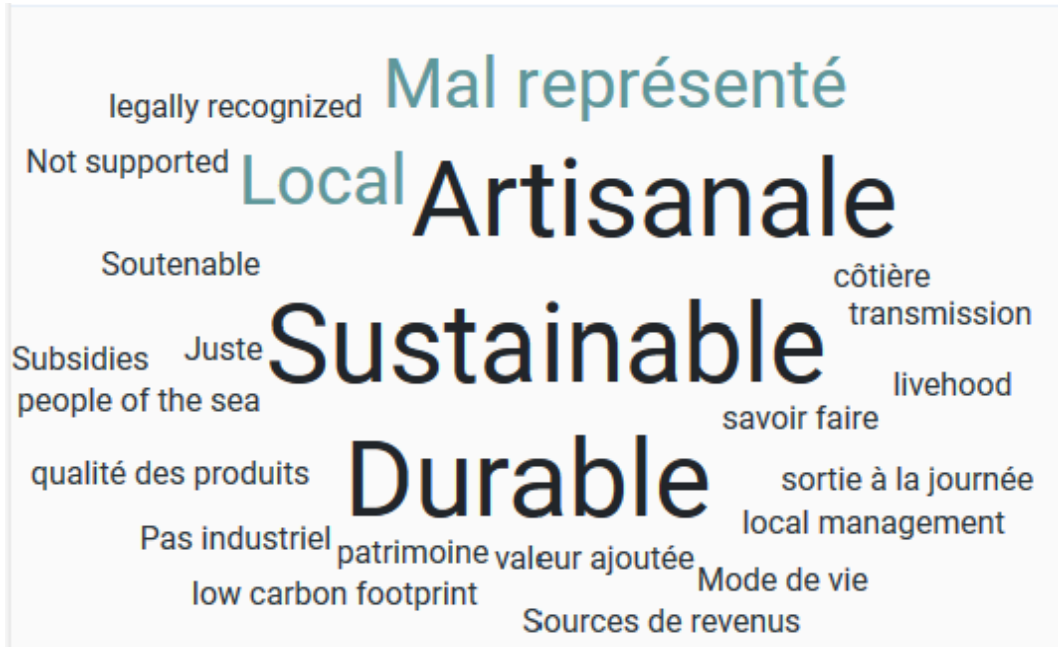 Mal représenté
legally recognized
Not supported
Local
Artisanale
Soutenable
côtière
transmission
Sustainable
Juste
Subsidies
livehood
people of the sea
savoir faire
Durable
qualité des produits
sortie à la journée
local management
Pas industriel
patrimoine
valeur ajoutée
Mode de vie
low carbon footprint
Sources de revenus